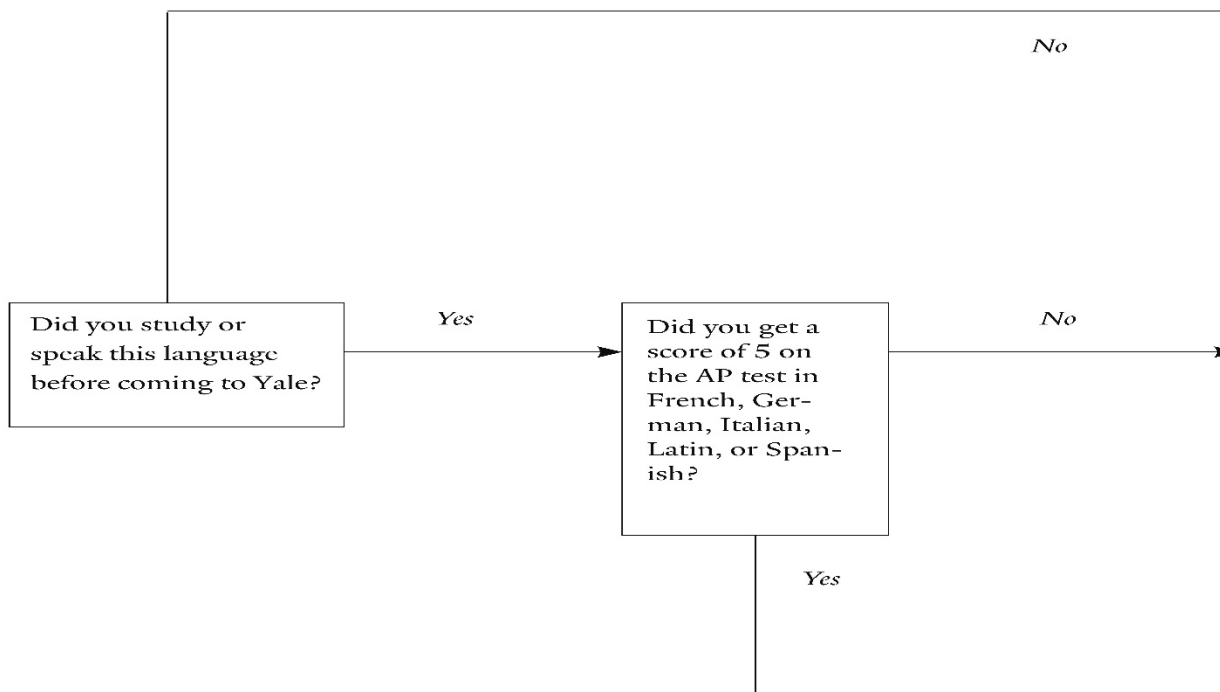 No
Did you study or
speak this language
before coming to Yale?
Yes
Did you get a
score of 5 on
the AP test in
French, Ger-
man, Italian,
Latin, or Span-
ish?
No
Yes